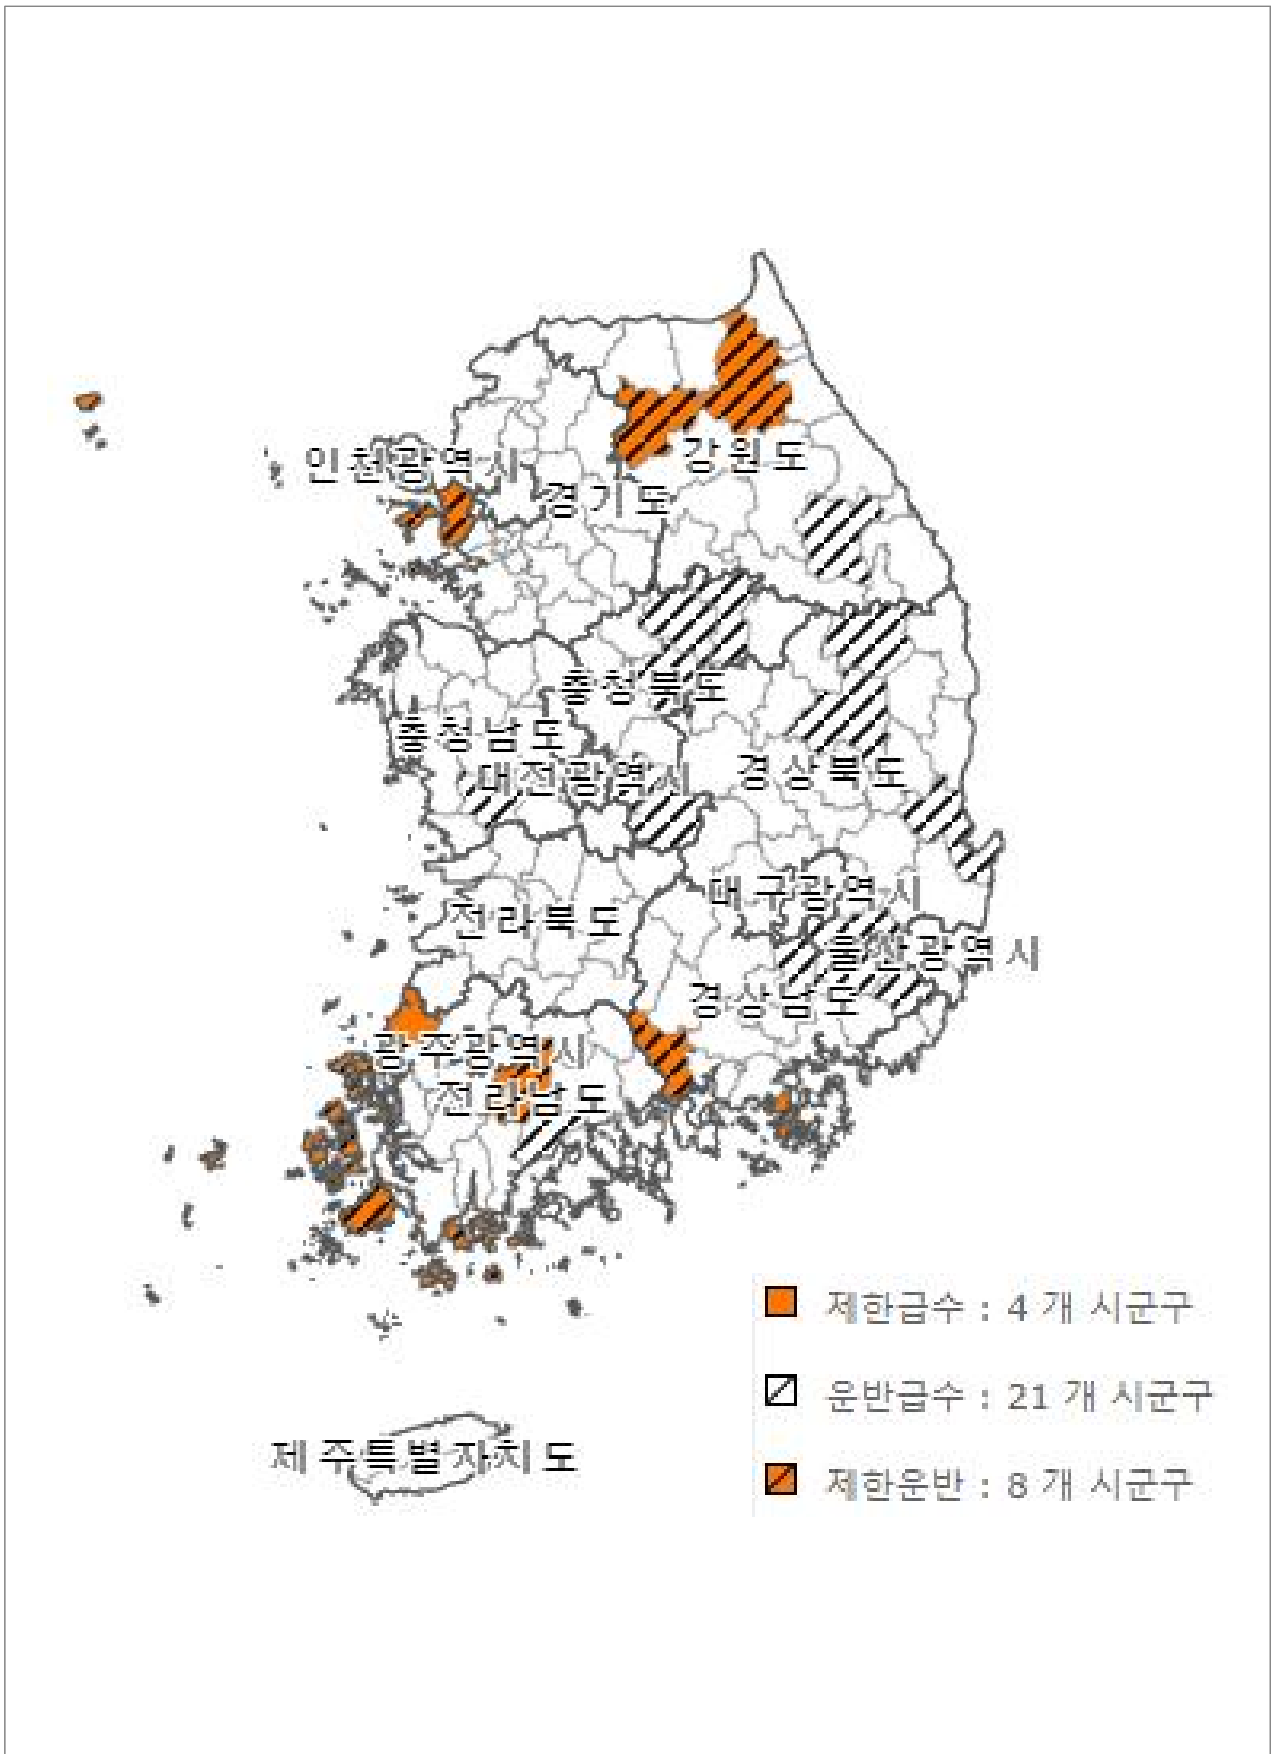 강원도
인천광역시
경기도
충청북도
충청남도
대전광역시
경상북도
대구광역시
전라북도
울산광역시
경상남도
광주광역시
전라남도
제주특별자치도
제한급수 : 4 개 시군구
운반급수 : 21 개 시군구
제한운반 : 8 개 시군구